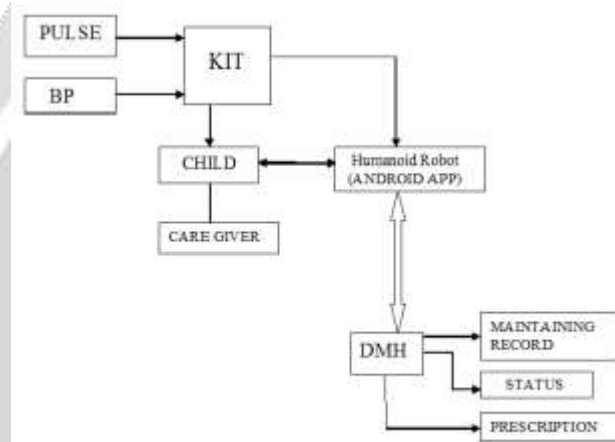 PULSE
KIT
BP
CHILD
Humanoid Robot
(ANDROID APP)
CARE GIVER
DMH
MAINTAINING
RECORD
STATUS
PRESCRIPTION